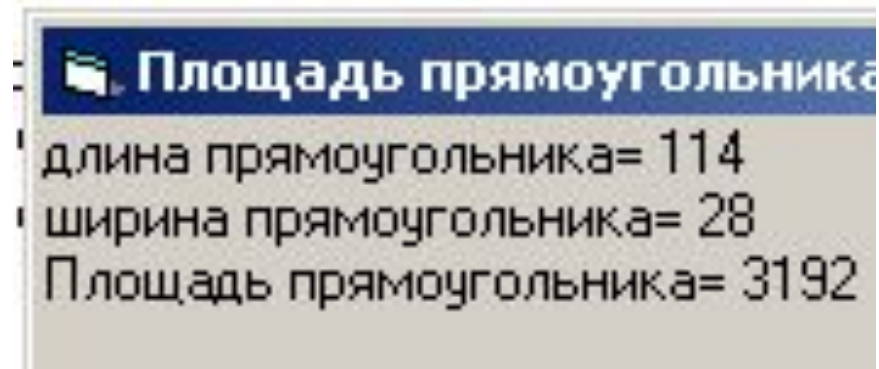 Площадь прямоугольника
длина прямоугольника= 114
ширина прямоугольника= 28
Площадь прямоугольника= 3192